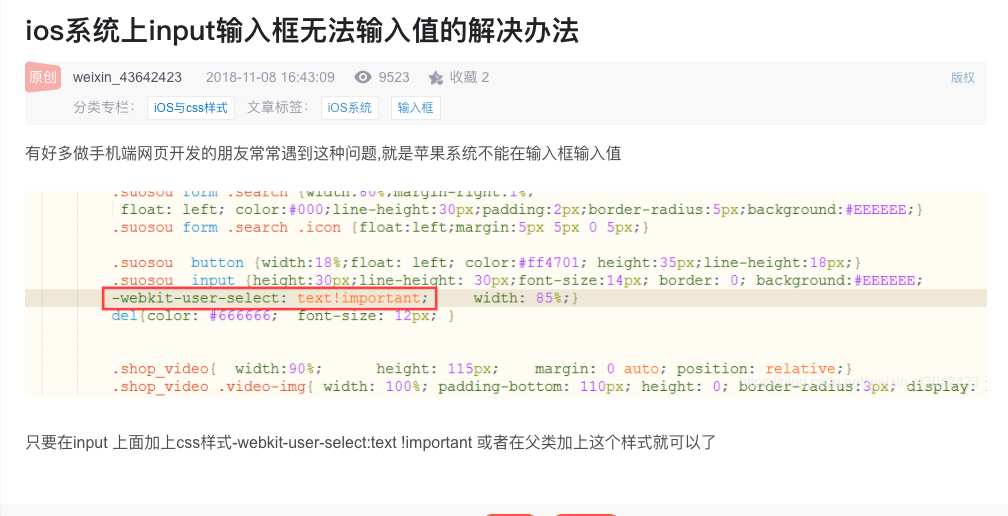 ios系统上input输入框无法输入值的解决办法
原创 weixin_43642423 2018-11-08 16:43:09 9523 收藏 2 版权
分类专栏： iOS与css样式 文章标签： iOS系统 输入框
有好多做手机端网页开发的朋友常常遇到这种问题,就是苹果系统不能在输入框输入值
.suosou form .search {width:80%;margin-right:1%;
float: left; color:#000;line-height:30px;padding:2px;border-radius:5px;background:#EEEEEE;}
.suosou form .search .icon {float:left;margin:5px 5px 0 5px;}
.suosou button {width:18%;float: left; color:#ff4701; height:35px;line-height:18px;}
.suosou input {height:30px;line-height: 30px;font-size:14px; border: 0; background:#EEEEEE;
-webkit-user-select: text!important; width: 85%;}
del{color: #666666; font-size: 12px; }
.shop_video{ width:90%; height: 115px; margin: 0 auto; position: relative;}
.shop_video .video-img{ width: 100%; padding-bottom: 110px; height: 0; border-radius:3px; display:
只要在input 上面加上css样式-webkit-user-select:text !important 或者在父类加上这个样式就可以了